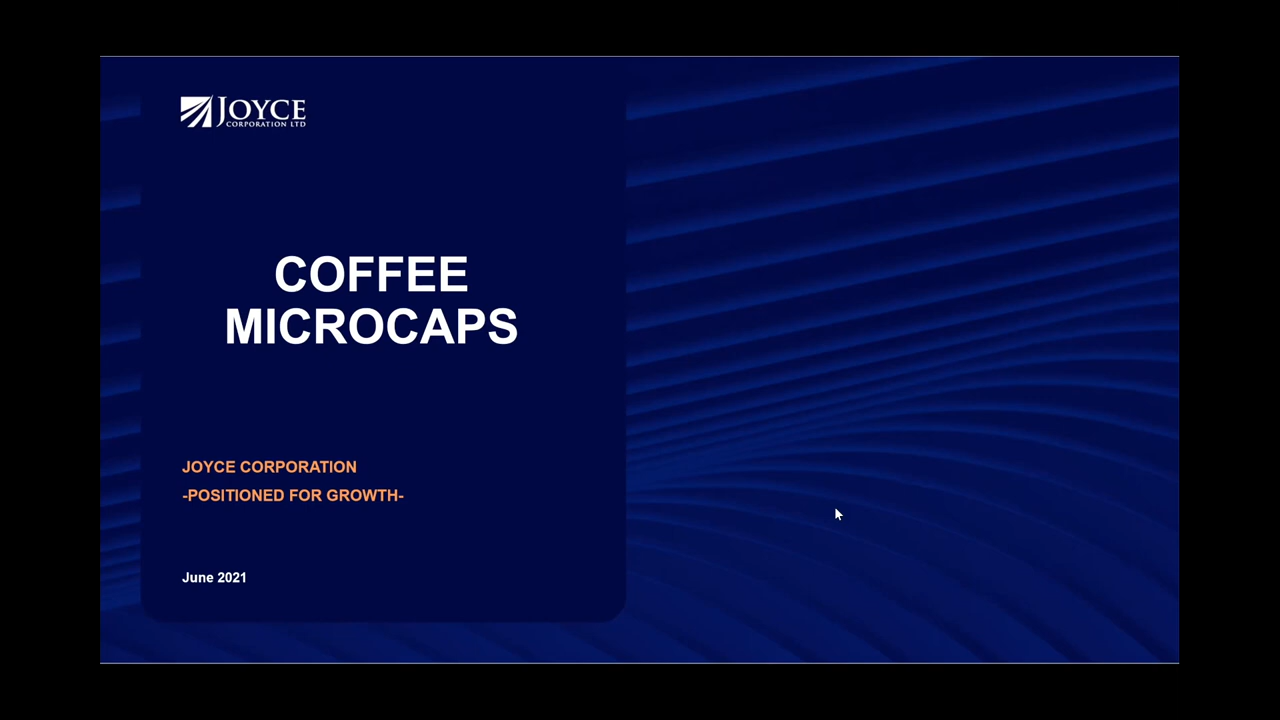 JOYCE
CORPORATION LTD
COFFEE
MICROCAPS
JOYCE CORPORATION
-POSITIONED FOR GROWTH-
June 2021